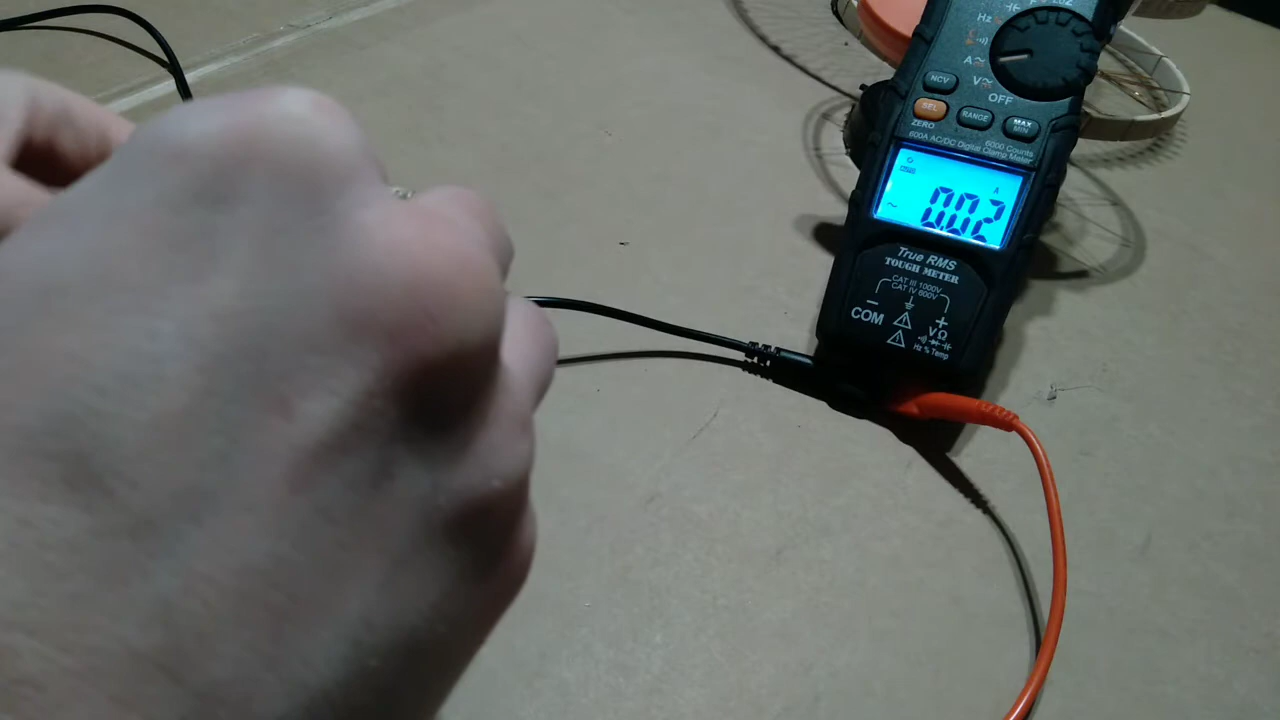 Hz
A≂
V≂
OFF
NCV
SEL
RANGE
MAX
ZERO
600A AC/DC Digital Clamp Meter
6000 Counts
A
~
0.02
True RMS
TOUGH METER
CAT III 1000V
CAT IV 600V
COM
VΩ
Hz % Temp